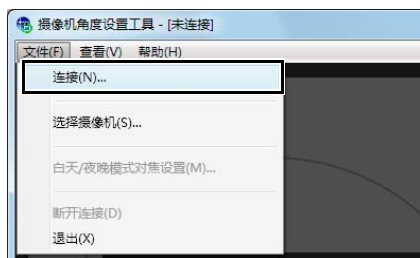 摄像机角度设置工具 - [未连接]
文件(F) 查看(V) 帮助(H)
连接(N)...
选择摄像机(S)...
白天/夜晚模式对焦设置(M)...
断开连接(D)
退出(X)